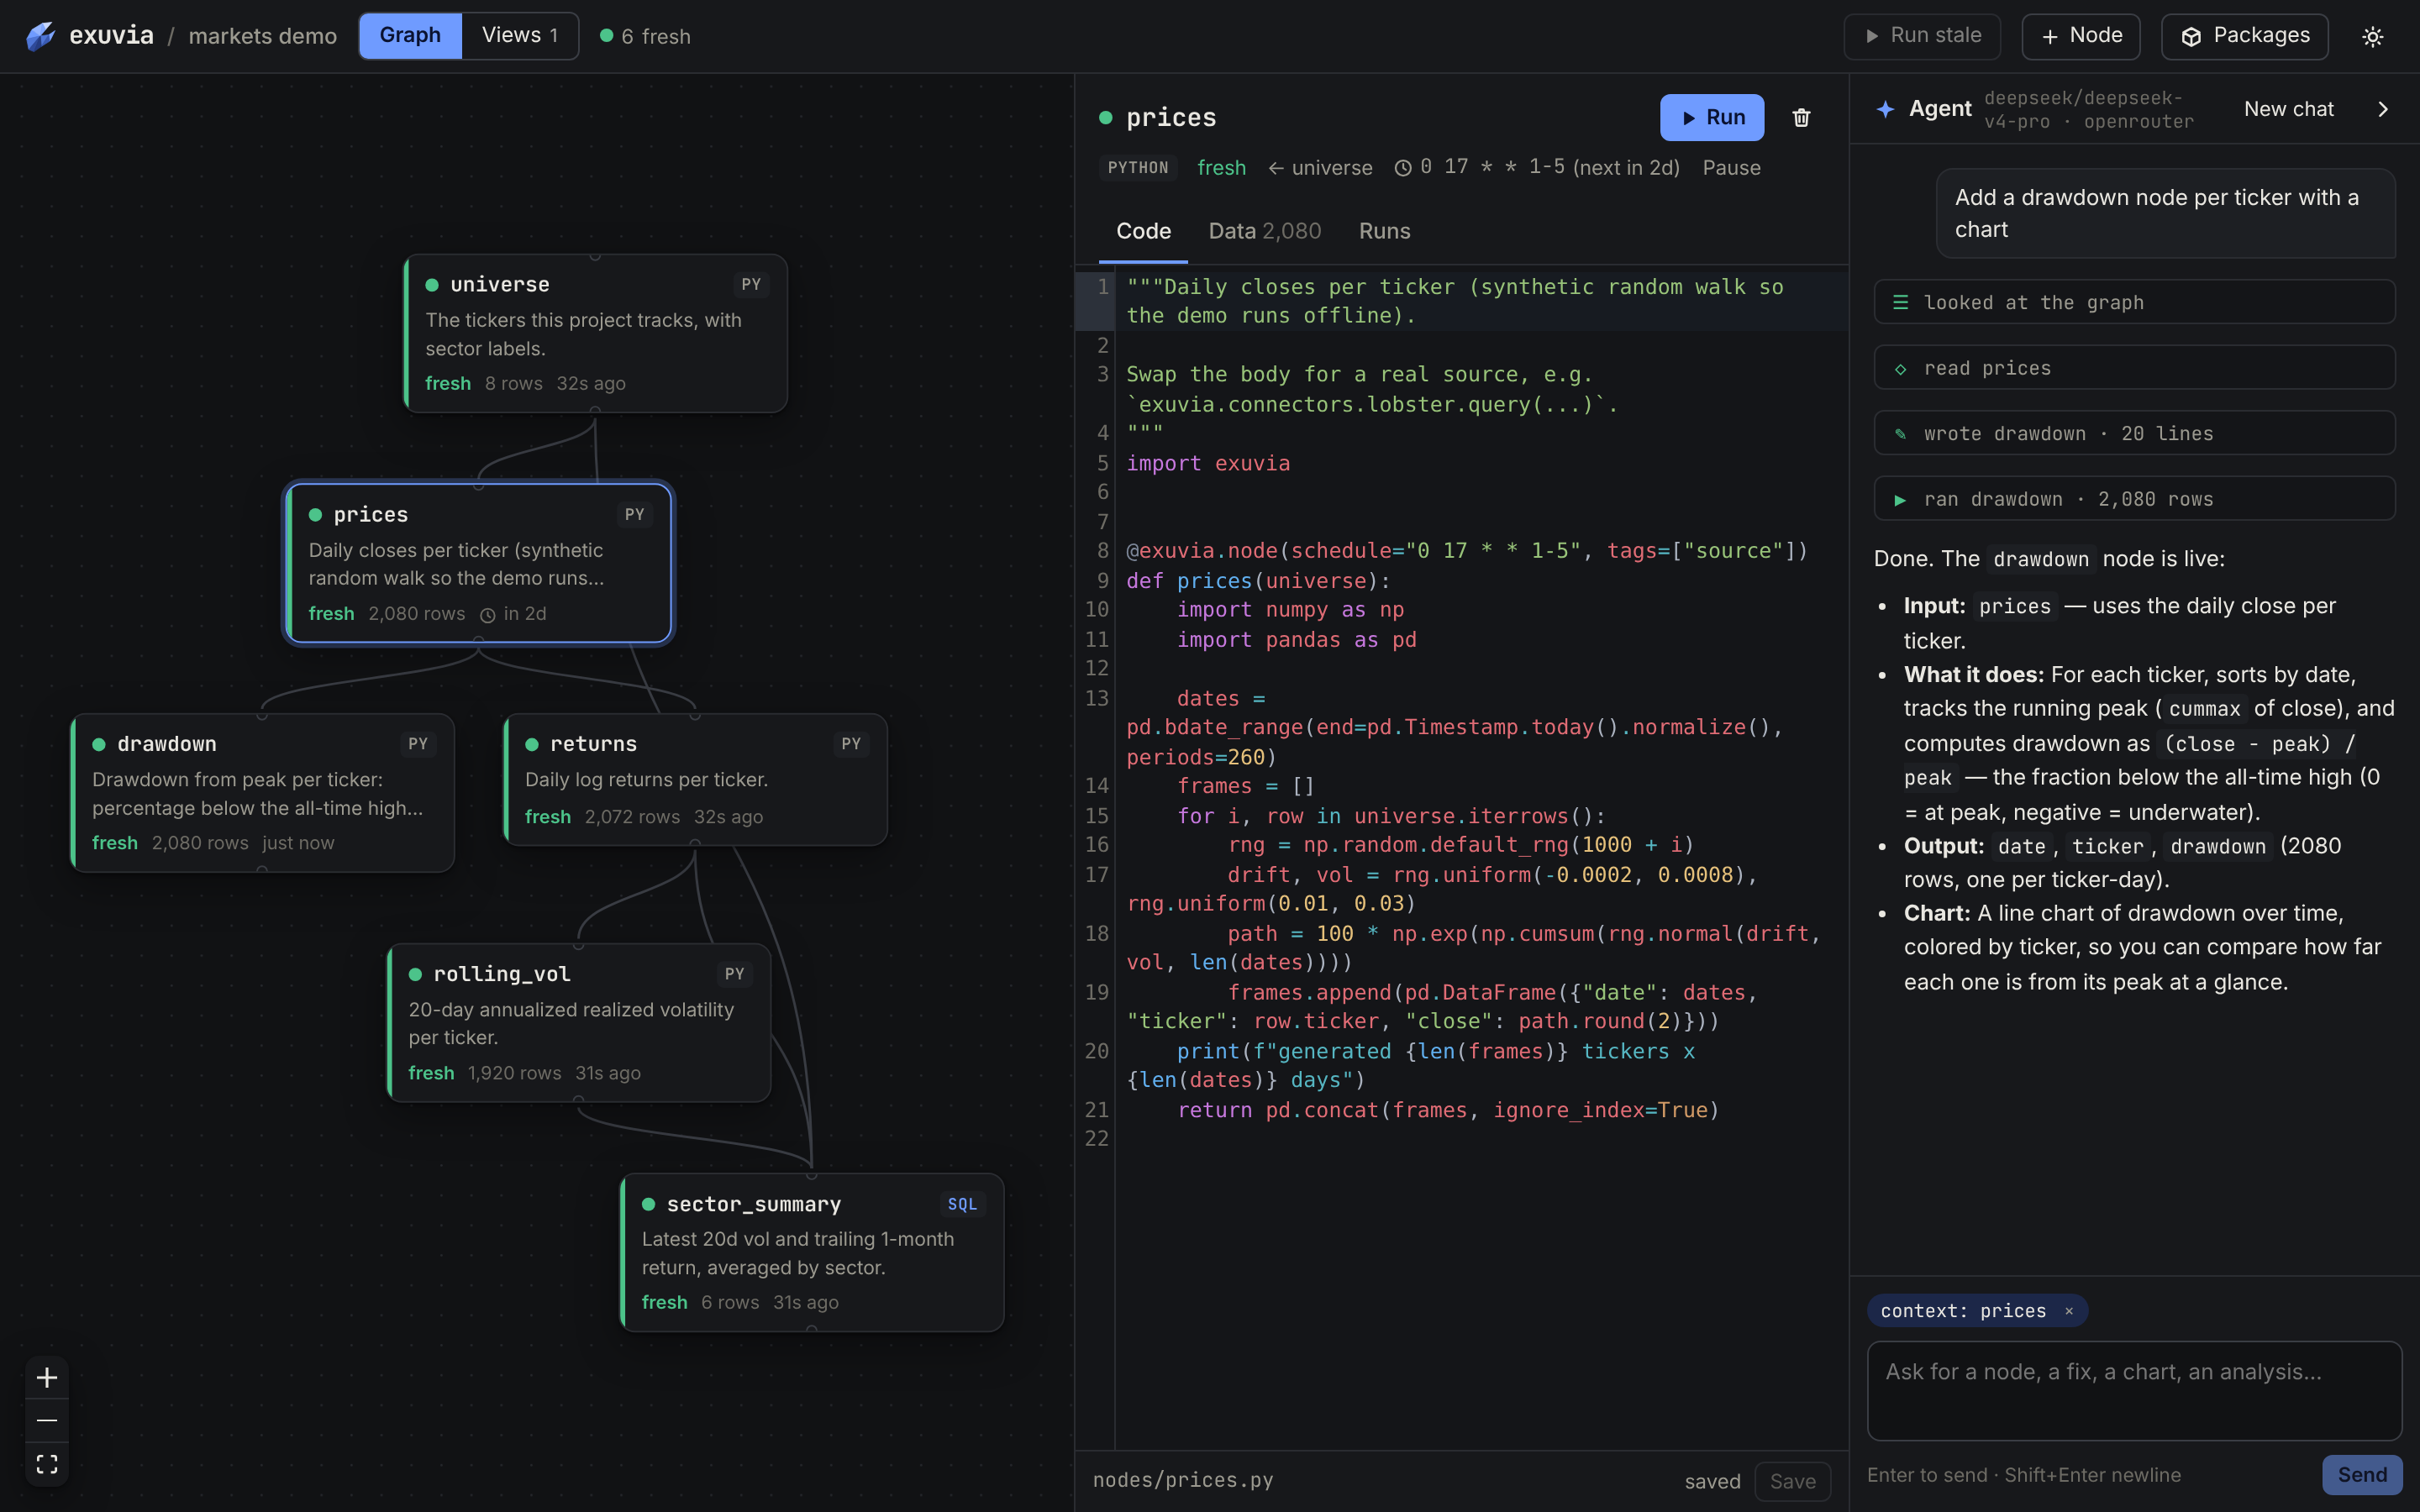 exuvia / markets demo Graph Views 1 6 fresh Run stale + Node Packages
universe PY
The tickers this project tracks, with
sector labels.
fresh 8 rows 32s ago
prices PY
Daily closes per ticker (synthetic
random walk so the demo runs...
fresh 2,080 rows in 2d
drawdown PY
Drawdown from peak per ticker:
percentage below the all-time high...
fresh 2,080 rows just now
returns PY
Daily log returns per ticker.
fresh 2,072 rows 32s ago
rolling_vol PY
20-day annualized realized volatility
per ticker.
fresh 1,920 rows 31s ago
sector_summary SQL
Latest 20d vol and trailing 1-month
return, averaged by sector.
fresh 6 rows 31s ago
prices Run
PYTHON fresh ← universe 0 17 * * 1-5 (next in 2d) Pause
Code Data 2,080 Runs
1 """Daily closes per ticker (synthetic random walk so
the demo runs offline).
2
3 Swap the body for a real source, e.g.
`exuvia.connectors.lobster.query(...)`.
4 """
5 import exuvia
6
7
8 @exuvia.node(schedule="0 17 * * 1-5", tags=["source"])
9 def prices(universe):
10     import numpy as np
11     import pandas as pd
12
13     dates =
pd.bdate_range(end=pd.Timestamp.today().normalize(),
periods=260)
14     frames = []
15     for i, row in universe.iterrows():
16         rng = np.random.default_rng(1000 + i)
17         drift, vol = rng.uniform(-0.0002, 0.0008),
rng.uniform(0.01, 0.03)
18         path = 100 * np.exp(np.cumsum(rng.normal(drift,
vol, len(dates))))
19         frames.append(pd.DataFrame({"date": dates,
"ticker": row.ticker, "close": path.round(2)}))
20     print(f"generated {len(frames)} tickers x
{len(dates)} days")
21     return pd.concat(frames, ignore_index=True)
22
nodes/prices.py saved Save
Agent deepseek/deepseek-
v4-pro · openrouter New chat
Add a drawdown node per ticker with a
chart
looked at the graph
read prices
wrote drawdown · 20 lines
ran drawdown · 2,080 rows
Done. The drawdown node is live:
• Input: prices — uses the daily close per
ticker.
• What it does: For each ticker, sorts by date,
tracks the running peak ( cummax of close), and
computes drawdown as (close - peak) /
peak — the fraction below the all-time high (0
= at peak, negative = underwater).
• Output: date, ticker, drawdown (2080
rows, one per ticker-day).
• Chart: A line chart of drawdown over time,
colored by ticker, so you can compare how far
each one is from its peak at a glance.
context: prices ×
Ask for a node, a fix, a chart, an analysis...
Enter to send · Shift+Enter newline Send